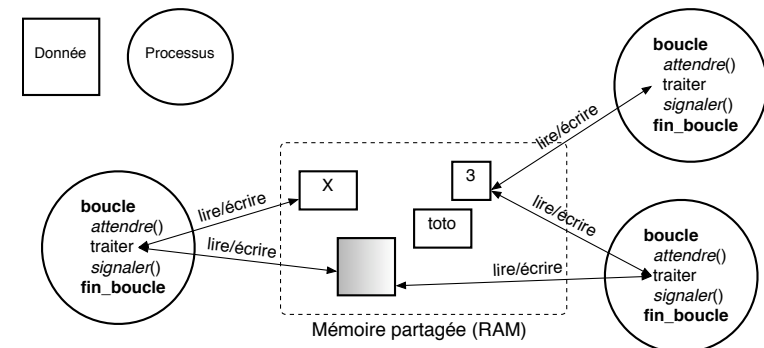 Donnée
Processus
boucle
attendre()
traiter
signaler()
fin_boucle
lire/écrire
X
3
toto
lire/écrire
lire/écrire
boucle
attendre()
traiter
signaler()
fin_boucle
lire/écrire
lire/écrire
boucle
attendre()
traiter
signaler()
fin_boucle
Mémoire partagée (RAM)